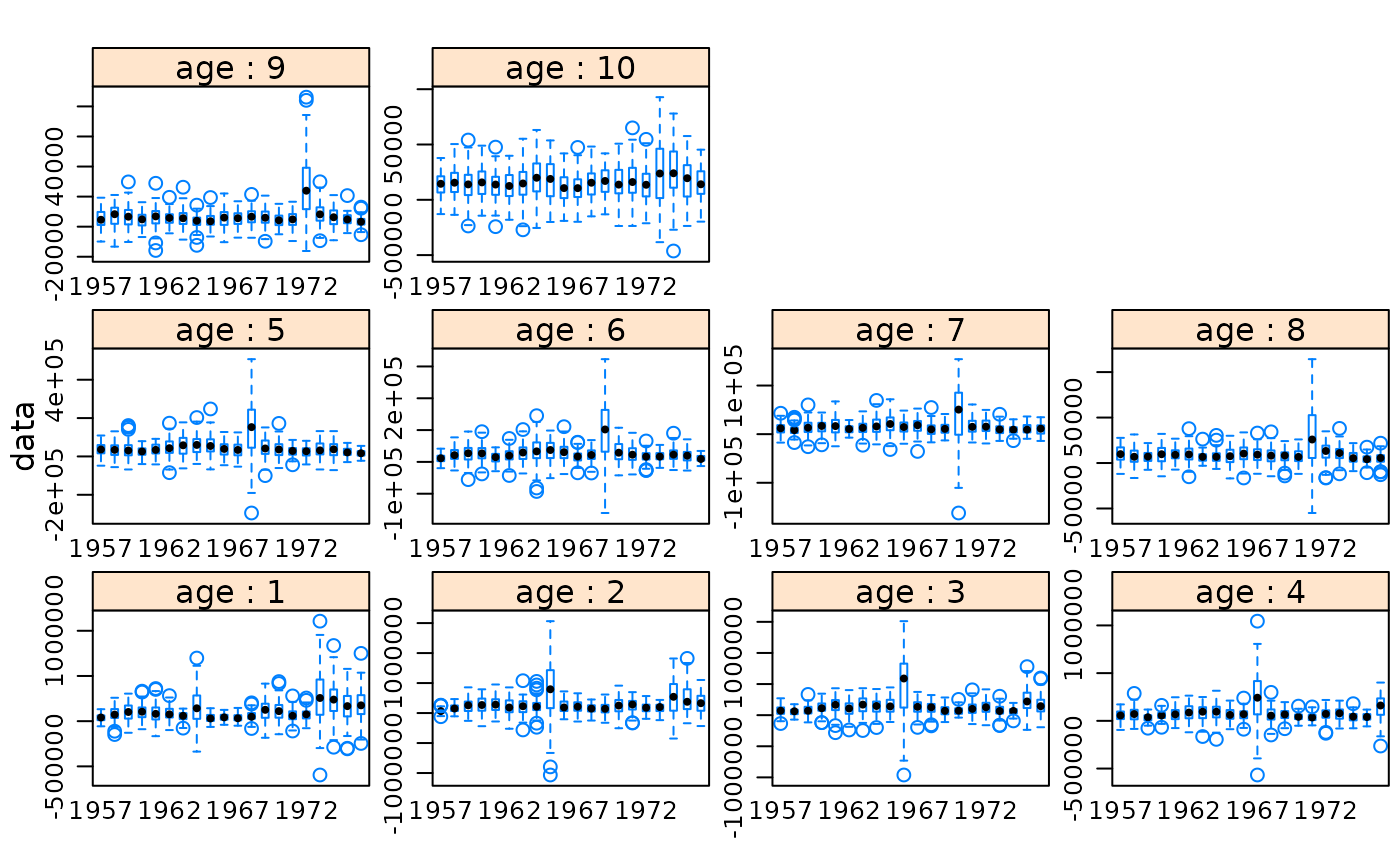 age : 9
age : 10
-20000 40000
-50000 50000
1957 1962 1967 1972
1957 1962 1967 1972
age : 5
age : 6
age : 7
age : 8
data
-2e+05 4e+05
-1e+05 2e+05
-1e+05 1e+05
-50000 50000
1957 1962 1967 1972
1957 1962 1967 1972
1957 1962 1967 1972
1957 1962 1967 1972
age : 1
age : 2
age : 3
age : 4
-500000 1000000
-1000000 1000000
-1000000 1000000
-500000 1000000
1957 1962 1967 1972
1957 1962 1967 1972
1957 1962 1967 1972
1957 1962 1967 1972